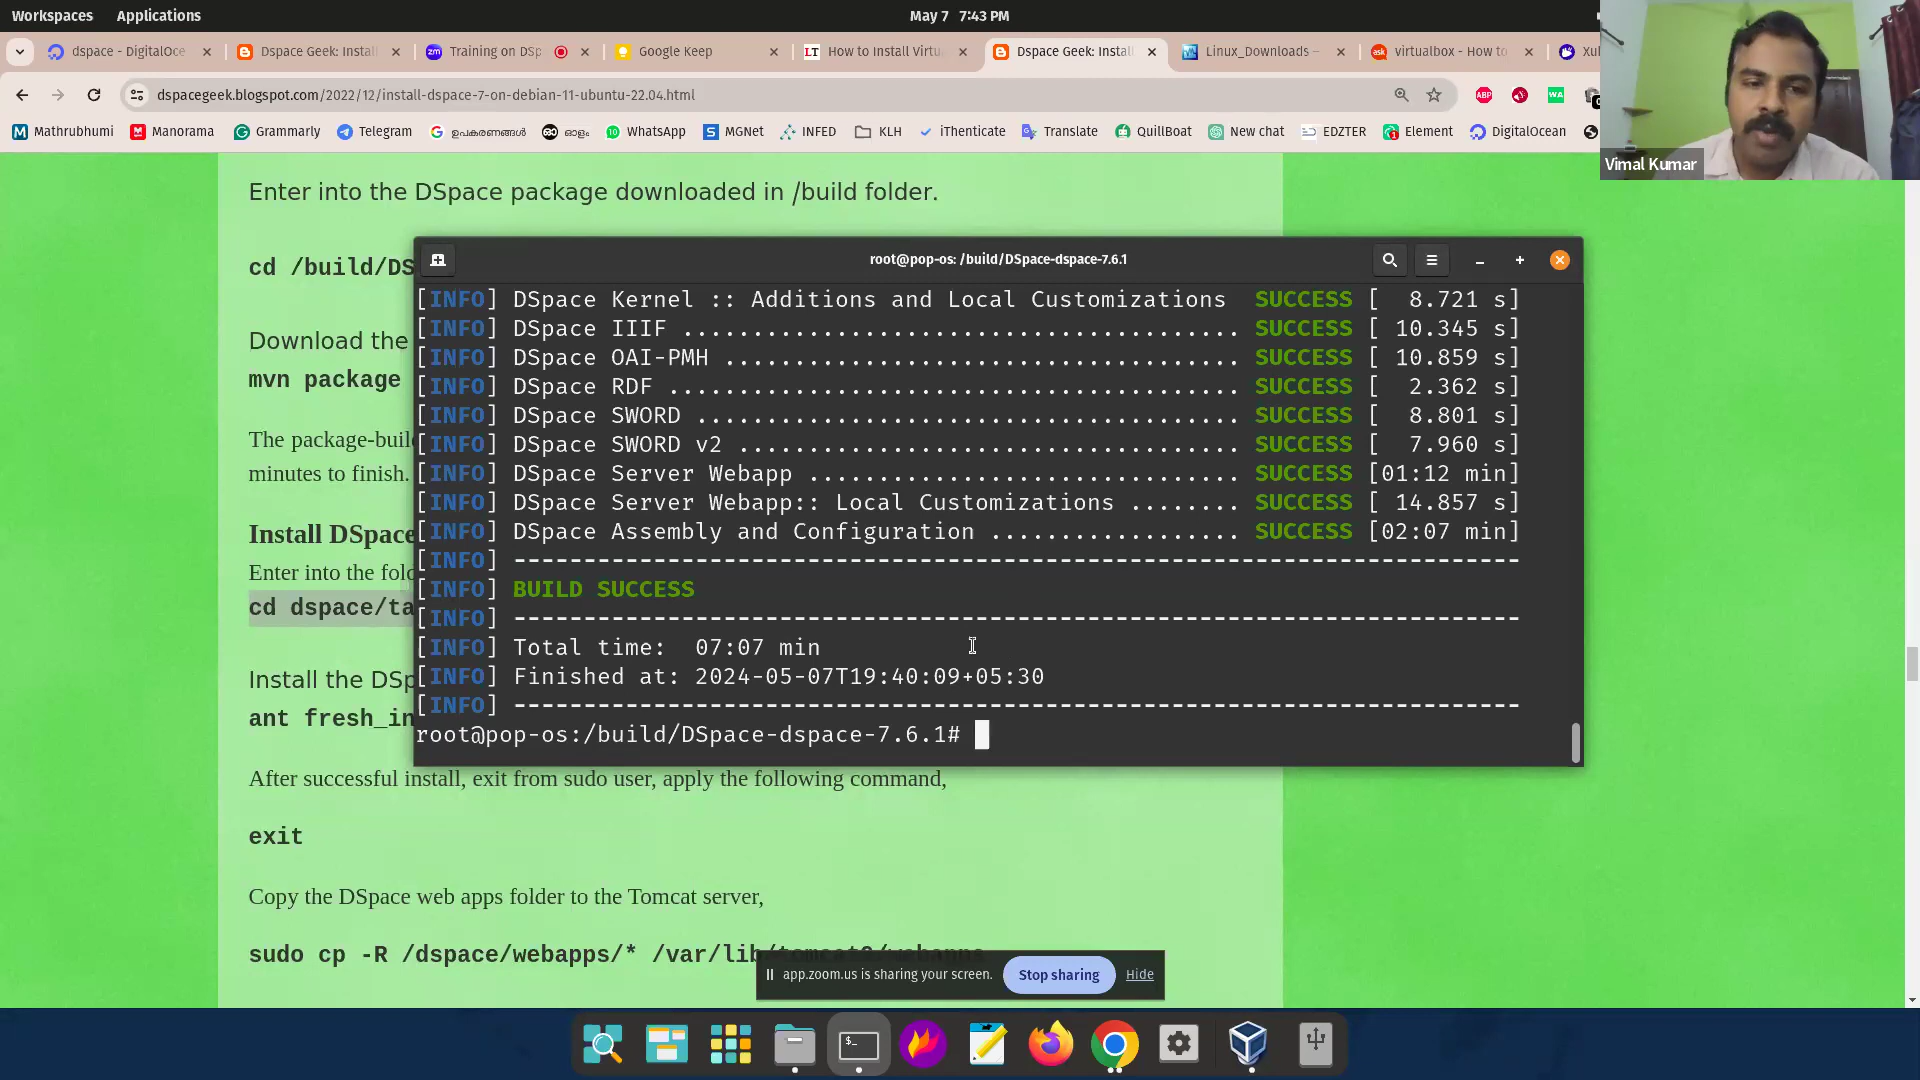 Workspaces Applications May 7 7:43 PM
dspace - DigitalOce Dspace Geek: Instal Training on DSp Google Keep How to Install Virtu Dspace Geek: Instal Linux_Downloads – virtualbox - How to Xul
dspacegeek.blogspot.com/2022/12/install-dspace-7-on-debian-11-ubuntu-22.04.html
Mathrubhumi Manorama Grammarly Telegram ഉപകരണങ്ങൾ ഓളം WhatsApp MGNet INFED KLH iThenticate Translate QuillBoat New chat EDZTER Element DigitalOcean
Vimal Kumar
Enter into the DSpace package downloaded in /build folder.
cd /build/DS
Download the
mvn package
The package-buil
minutes to finish.
Install DSpace
Enter into the fold
cd dspace/ta
Install the DSp
ant fresh_in
root@pop-os: /build/DSpace-dspace-7.6.1
[INFO] DSpace Kernel :: Additions and Local Customizations SUCCESS [ 8.721 s]
[INFO] DSpace IIIF ........................................ SUCCESS [ 10.345 s]
[INFO] DSpace OAI-PMH ..................................... SUCCESS [ 10.859 s]
[INFO] DSpace RDF ......................................... SUCCESS [ 2.362 s]
[INFO] DSpace SWORD ....................................... SUCCESS [ 8.801 s]
[INFO] DSpace SWORD v2 .................................... SUCCESS [ 7.960 s]
[INFO] DSpace Server Webapp ............................... SUCCESS [01:12 min]
[INFO] DSpace Server Webapp:: Local Customizations ........ SUCCESS [ 14.857 s]
[INFO] DSpace Assembly and Configuration .................. SUCCESS [02:07 min]
[INFO] ------------------------------------------------------------------------
[INFO] BUILD SUCCESS
[INFO] ------------------------------------------------------------------------
[INFO] Total time: 07:07 min
[INFO] Finished at: 2024-05-07T19:40:09+05:30
[INFO] ------------------------------------------------------------------------
root@pop-os:/build/DSpace-dspace-7.6.1#
After successful install, exit from sudo user, apply the following command,
exit
Copy the DSpace web apps folder to the Tomcat server,
sudo cp -R /dspace/webapps/* /var/lib/tomcat9/webapps
app.zoom.us is sharing your screen. Stop sharing Hide